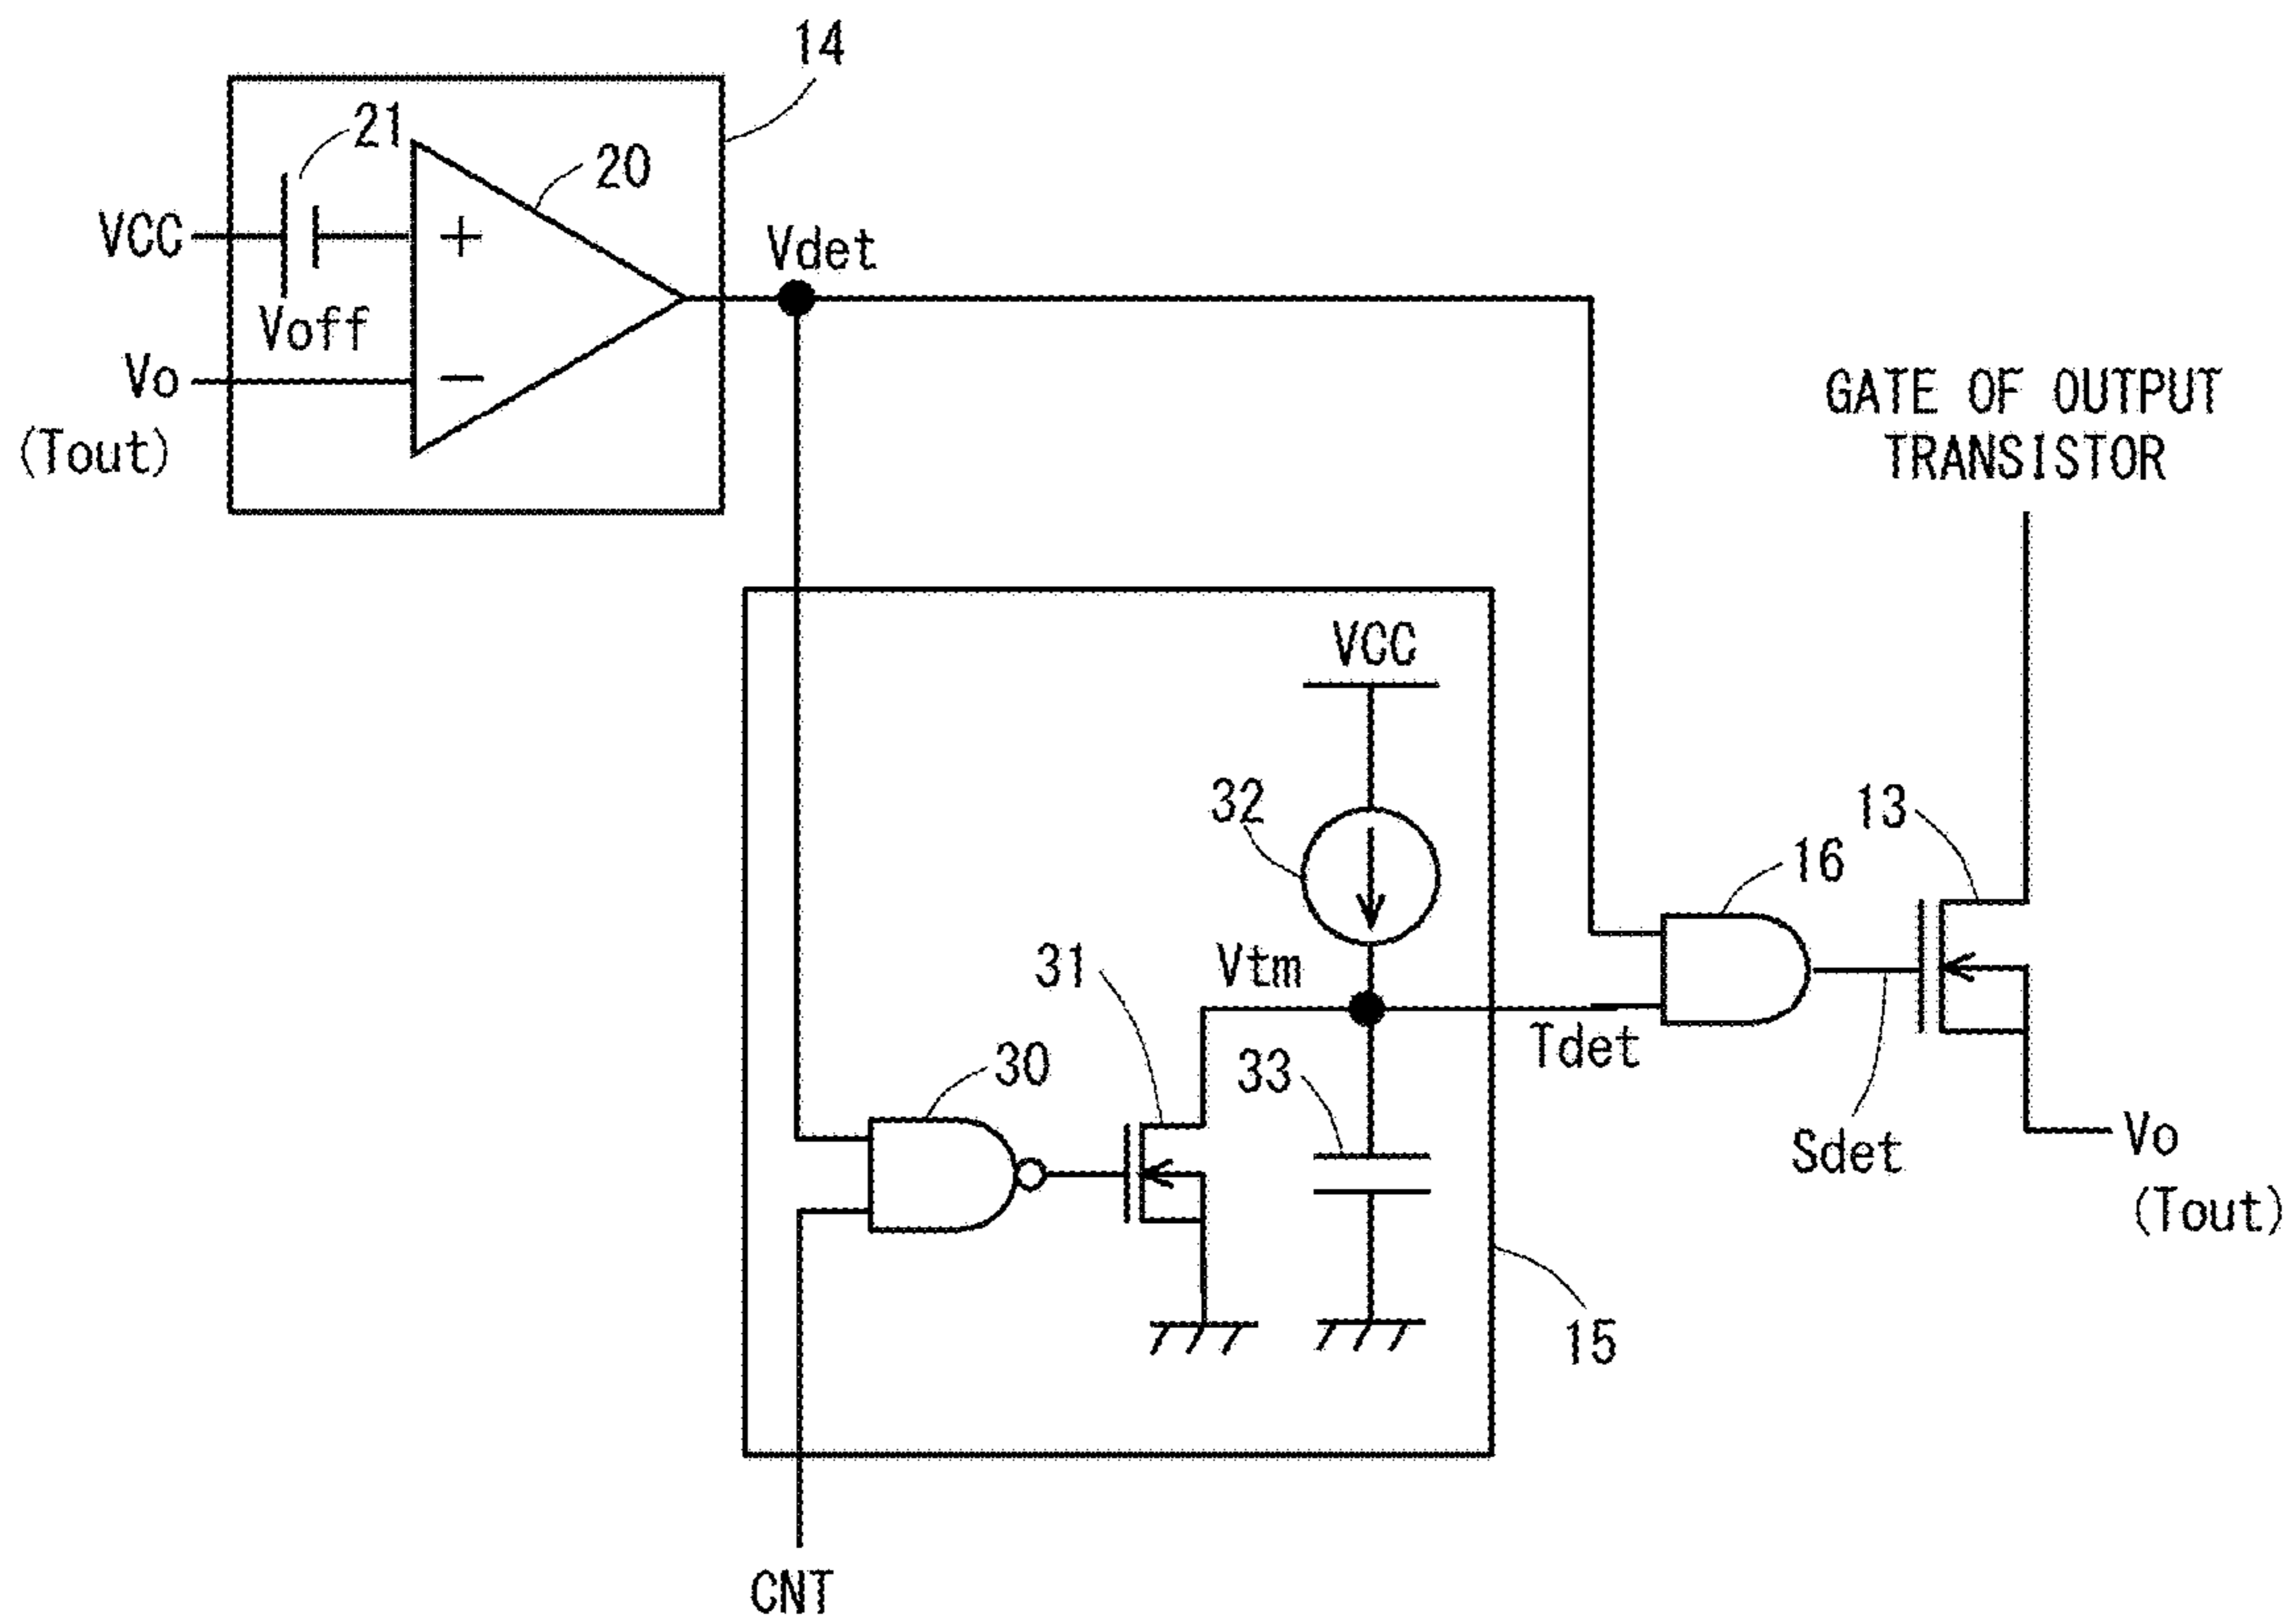 14
21
20
VCC
+
Vdet
Voff
Vo
−
(Tout)
GATE OF OUTPUT
TRANSISTOR
VCC
32
13
16
31
Vtm
30
33
Tdet
Sdet
Vo
(Tout)
15
CNT